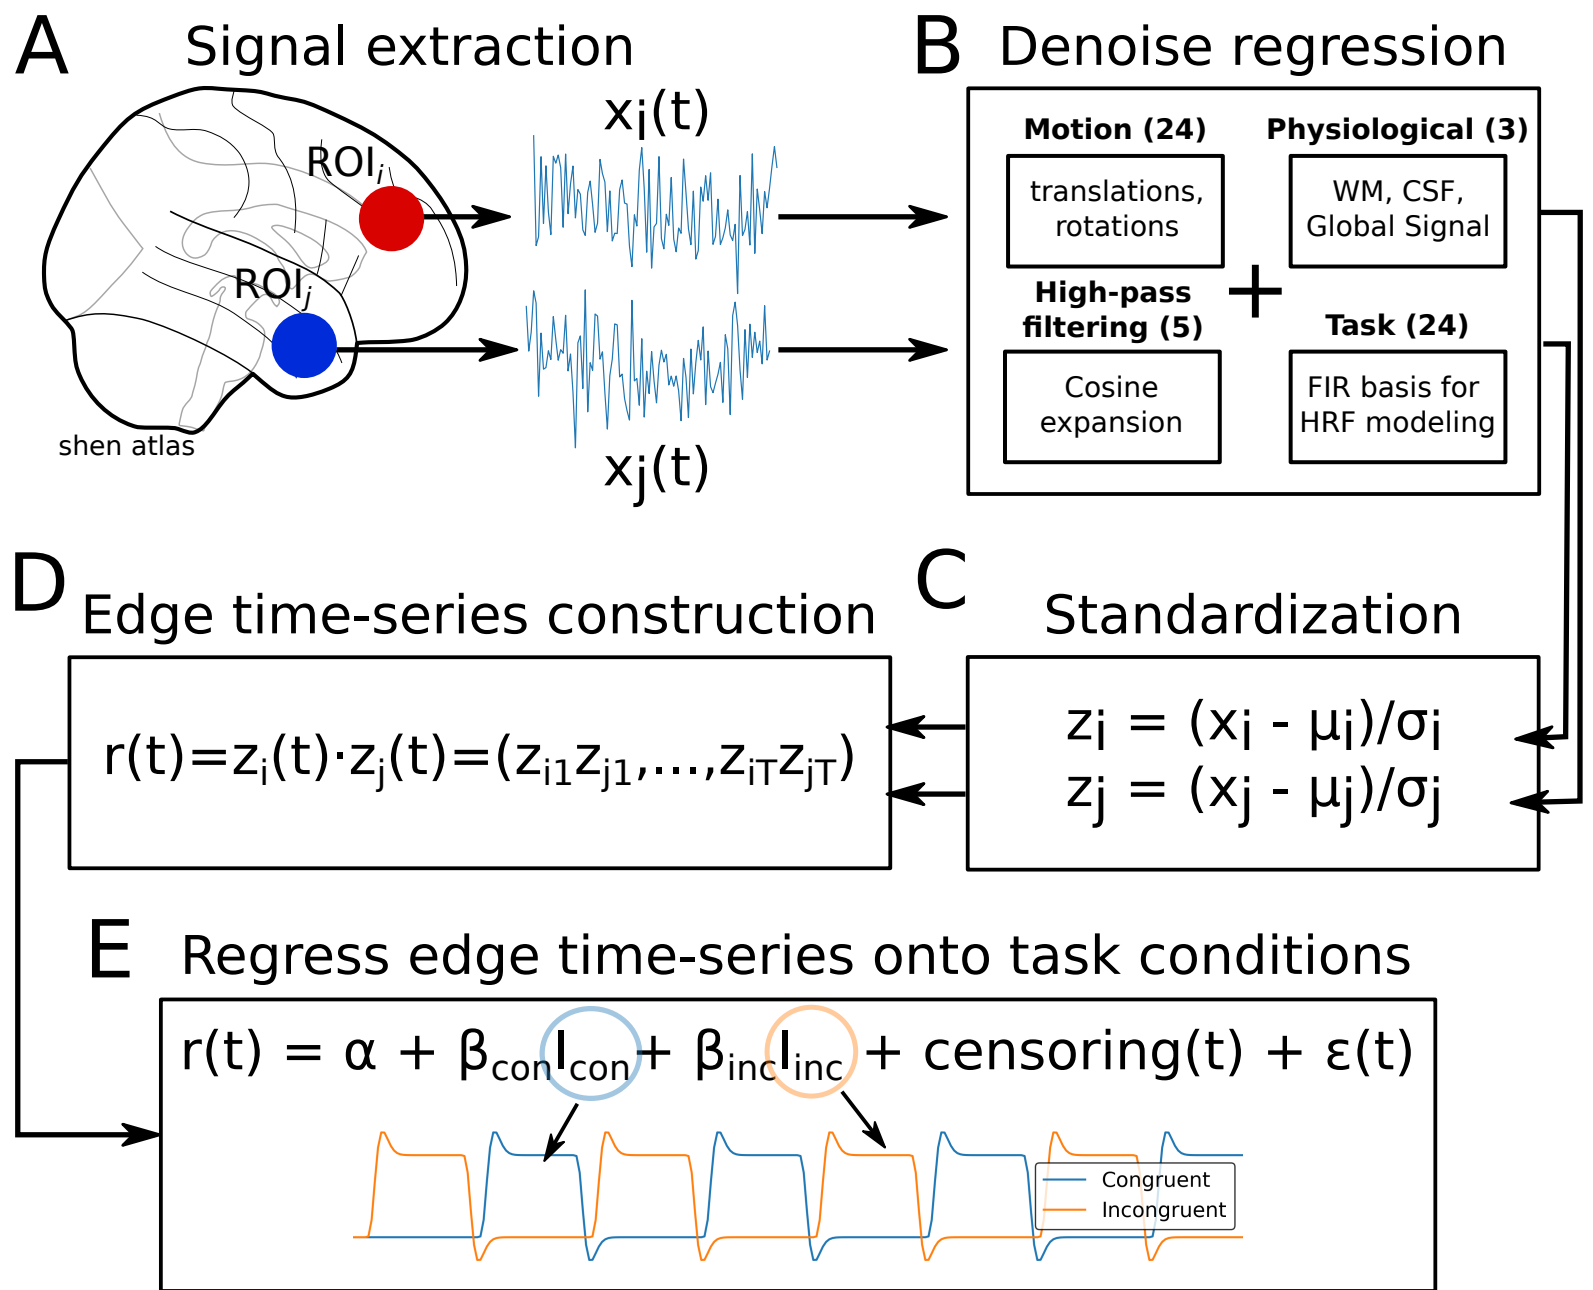 A
Signal extraction
ROIi
ROIj
shen atlas
xi(t)
xj(t)
B
Denoise regression
Motion (24)
translations,
rotations
Physiological (3)
WM, CSF,
Global Signal
+
High-pass
filtering (5)
Cosine
expansion
Task (24)
FIR basis for
HRF modeling
C
Standardization
zi = (xi - μi)/σi
zj = (xj - μj)/σj
D
Edge time-series construction
r(t)=zi(t)·zj(t)=(zi1zj1,...,ziTzjT)
E
Regress edge time-series onto task conditions
r(t) = α + βconIcon+ βincIinc + censoring(t) + ε(t)
Congruent
Incongruent